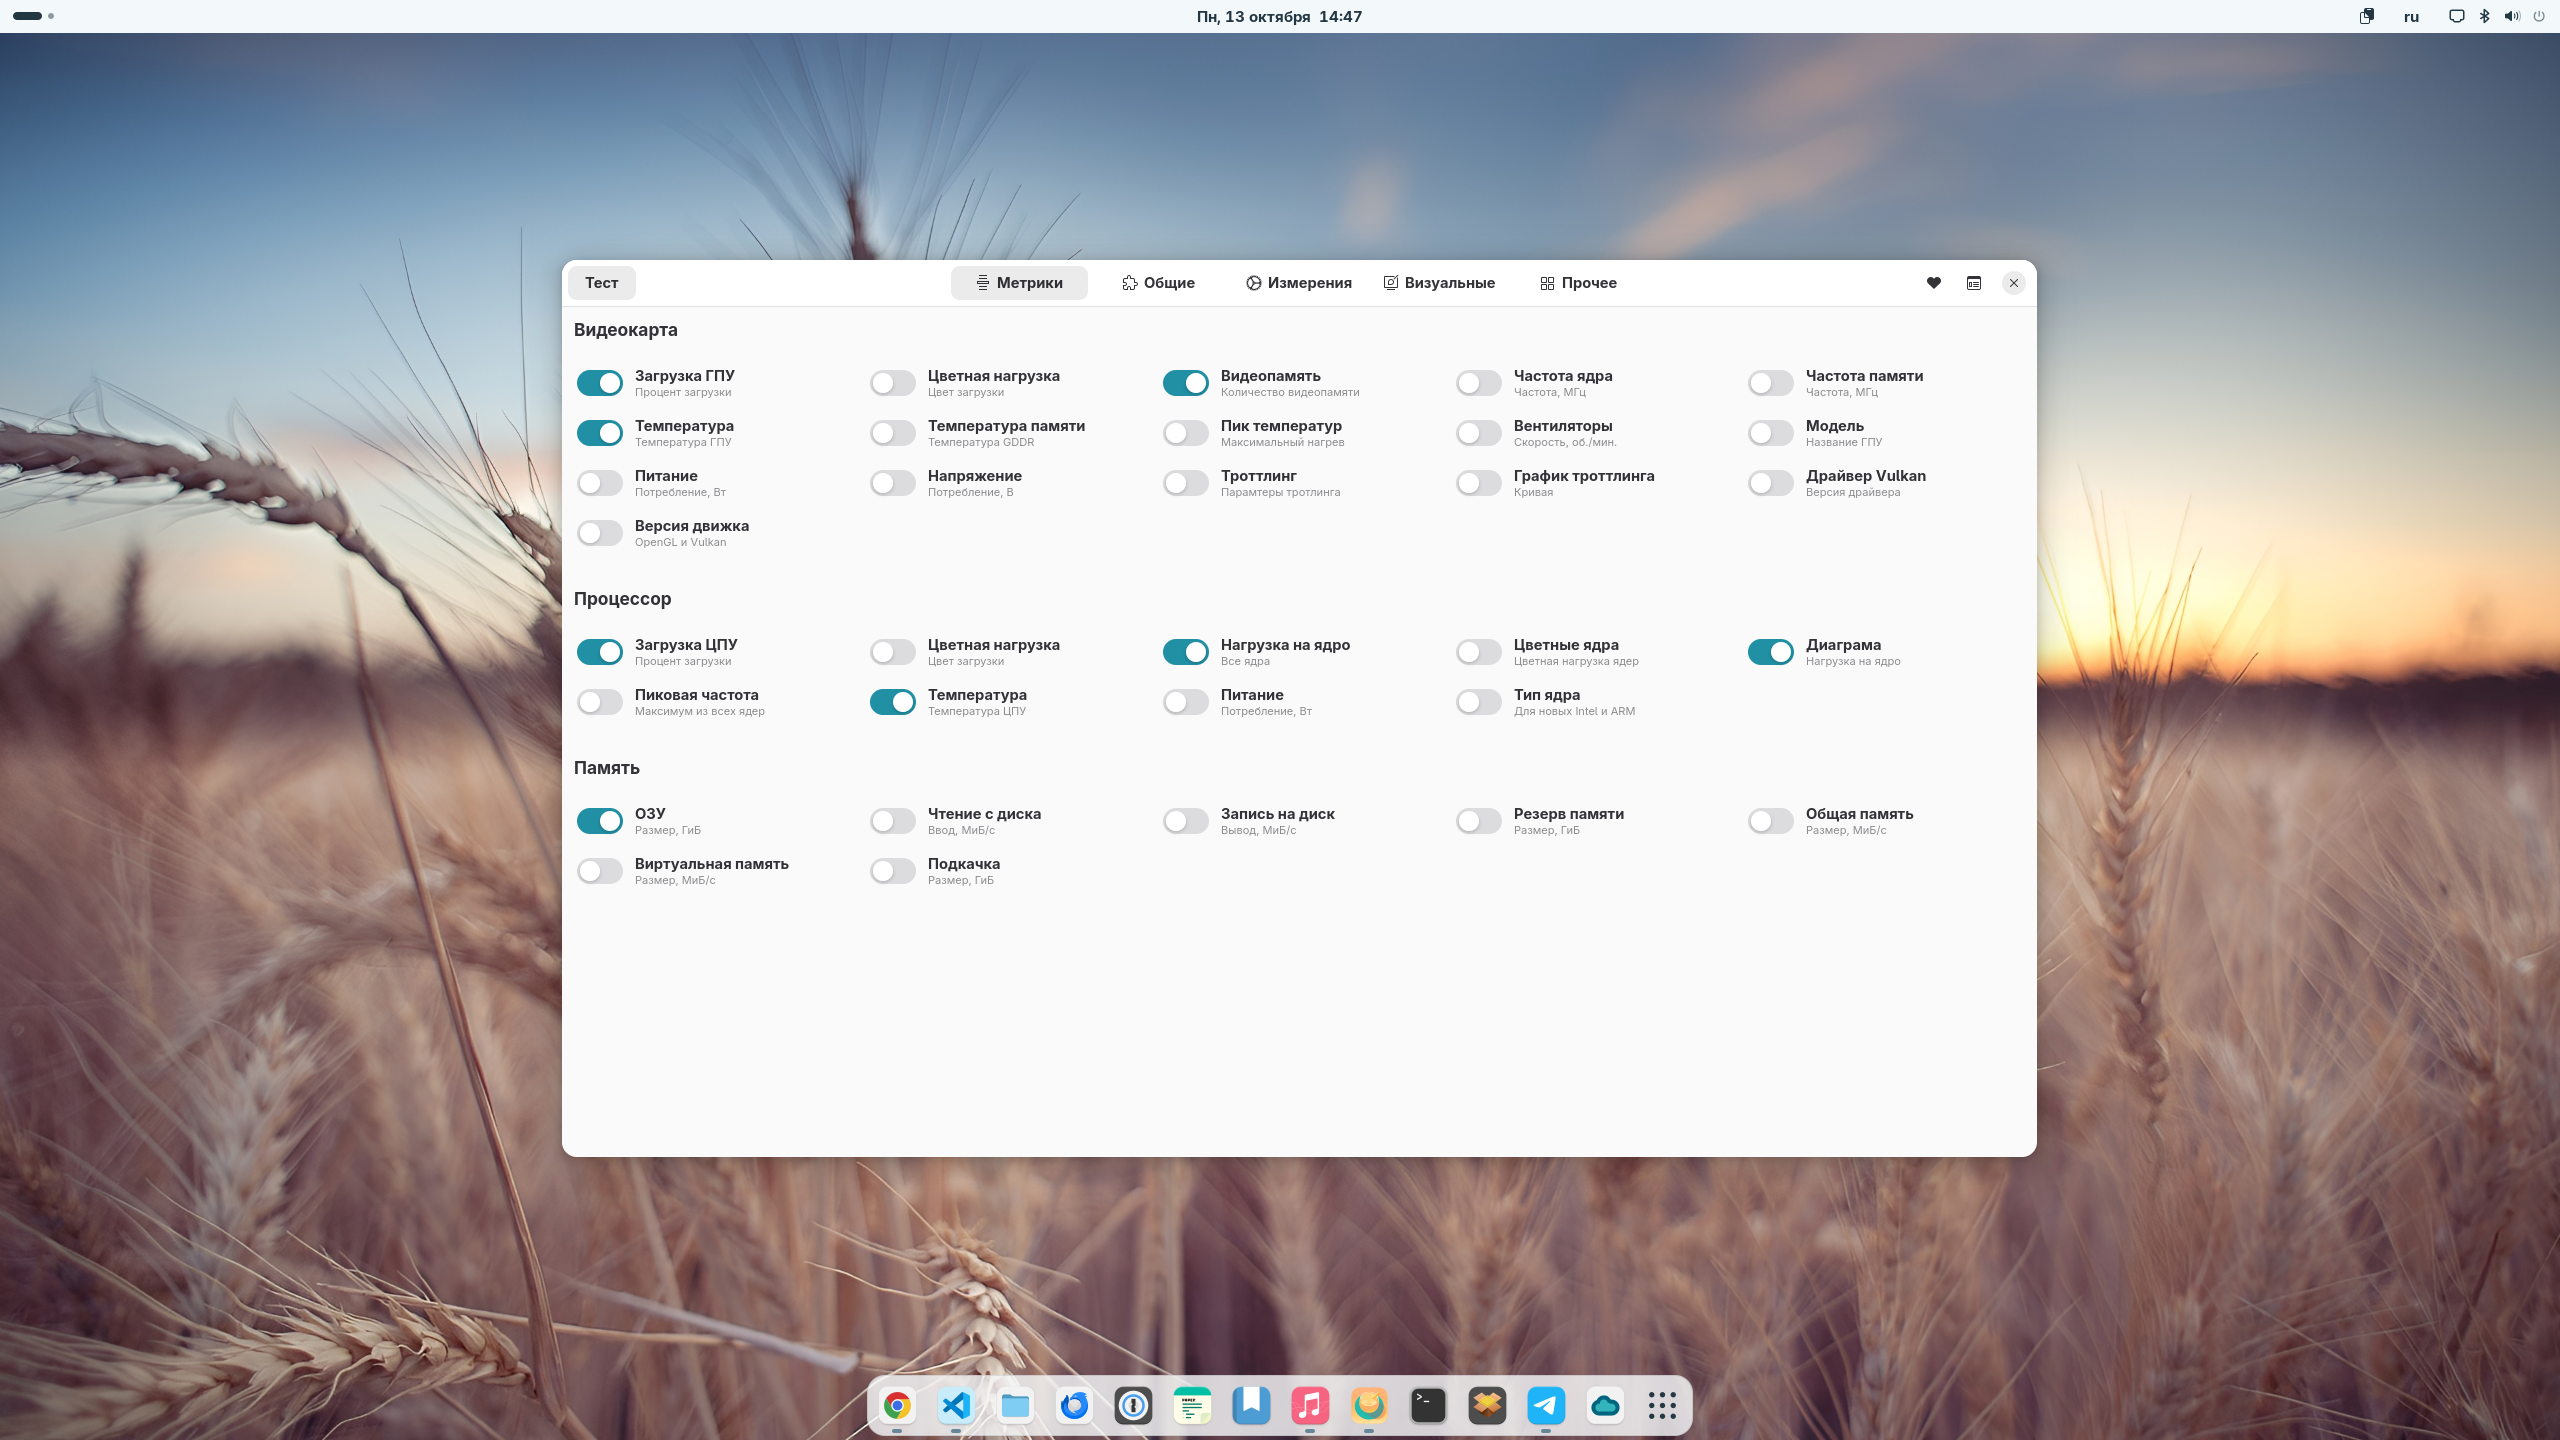 Пн, 13 октября 14:47
ru
Тест
Метрики
Общие
Измерения
Визуальные
Прочее
Видеокарта
Загрузка ГПУ
Процент загрузки
Цветная нагрузка
Цвет загрузки
Видеопамять
Количество видеопамяти
Частота ядра
Частота, МГц
Частота памяти
Частота, МГц
Температура
Температура ГПУ
Температура памяти
Температура GDDR
Пик температур
Максимальный нагрев
Вентиляторы
Скорость, об./мин.
Модель
Название ГПУ
Питание
Потребление, Вт
Напряжение
Потребление, В
Троттлинг
Парамтеры тротлинга
График троттлинга
Кривая
Драйвер Vulkan
Версия драйвера
Версия движка
OpenGL и Vulkan
Процессор
Загрузка ЦПУ
Процент загрузки
Цветная нагрузка
Цвет загрузки
Нагрузка на ядро
Все ядра
Цветные ядра
Цветная нагрузка ядер
Диаграма
Нагрузка на ядро
Пиковая частота
Максимум из всех ядер
Температура
Температура ЦПУ
Питание
Потребление, Вт
Тип ядра
Для новых Intel и ARM
Память
ОЗУ
Размер, ГиБ
Чтение с диска
Ввод, МиБ/с
Запись на диск
Вывод, МиБ/с
Резерв памяти
Размер, ГиБ
Общая память
Размер, МиБ/с
Виртуальная память
Размер, МиБ/с
Подкачка
Размер, ГиБ